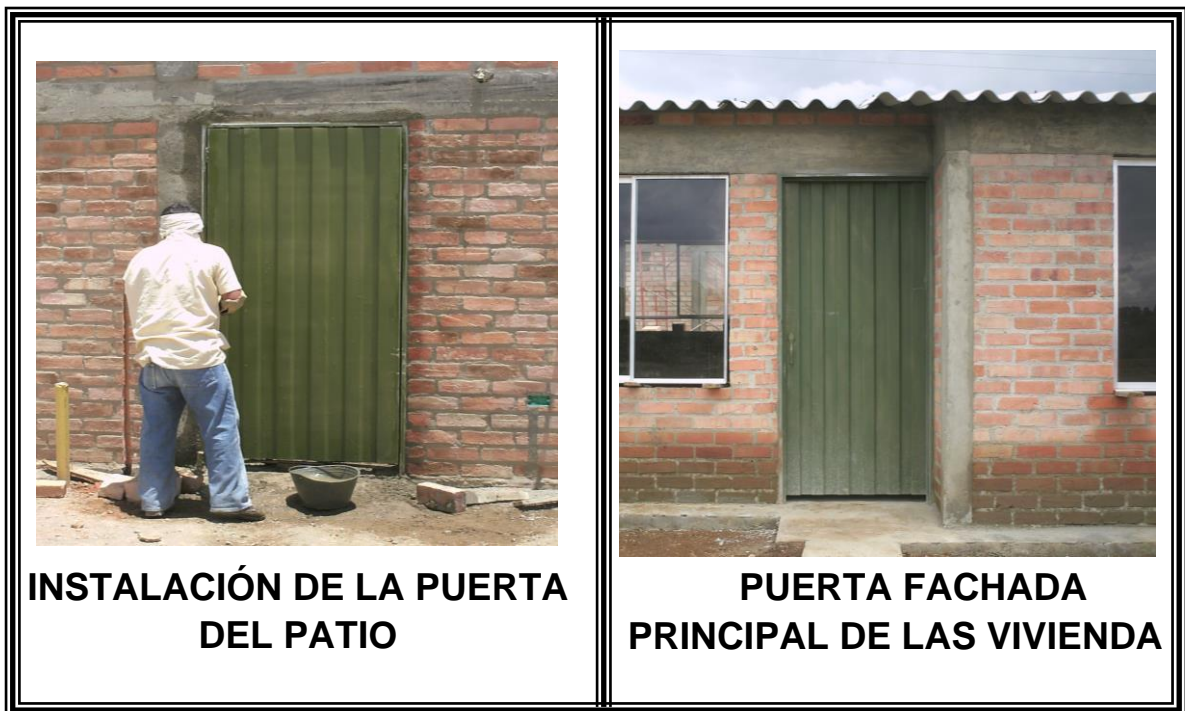 INSTALACIÓN DE LA PUERTA
DEL PATIO
PUERTA FACHADA
PRINCIPAL DE LAS VIVIENDA